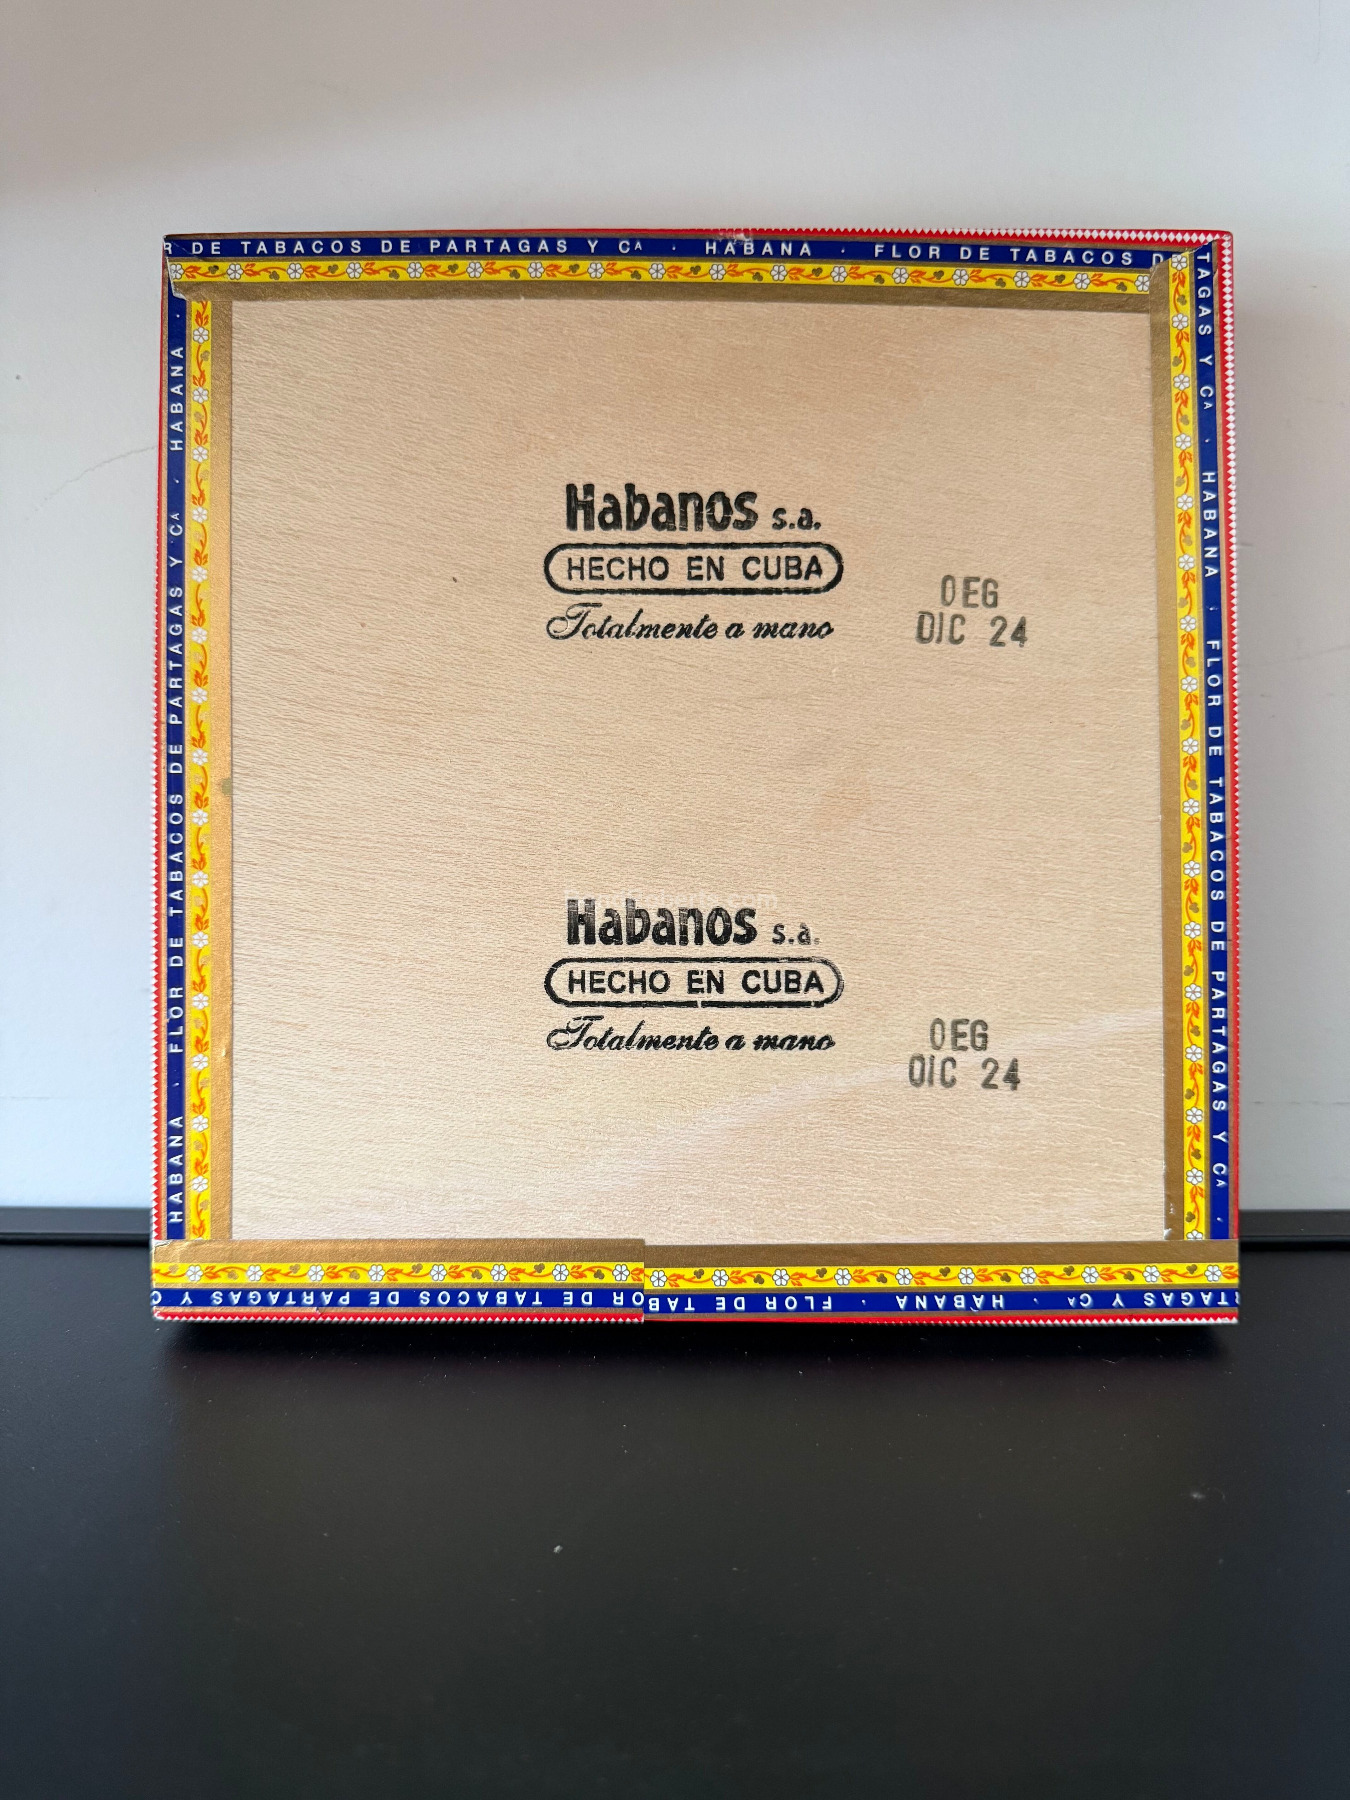 R DE TABACOS DE PARTAGAS Y Cᴬ · HABANA · FLOR DE TABACOS D
HABANA · FLOR DE TABACOS DE PARTAGAS Y Cᴬ · HABANA ·
TAGAS Y Cᴬ · HABANA · FLOR DE TABACOS DE PARTAGAS Y Cᴬ ·
Habanos s.a.
HECHO EN CUBA
Totalmente a mano
OEG
DIC 24
Habanos s.a.
HECHO EN CUBA
Totalmente a mano
OEG
DIC 24
RTAGAS Y Cᴬ · HABANA · FLOR DE TAB
OR DE TABACOS DE PARTAGAS Y C